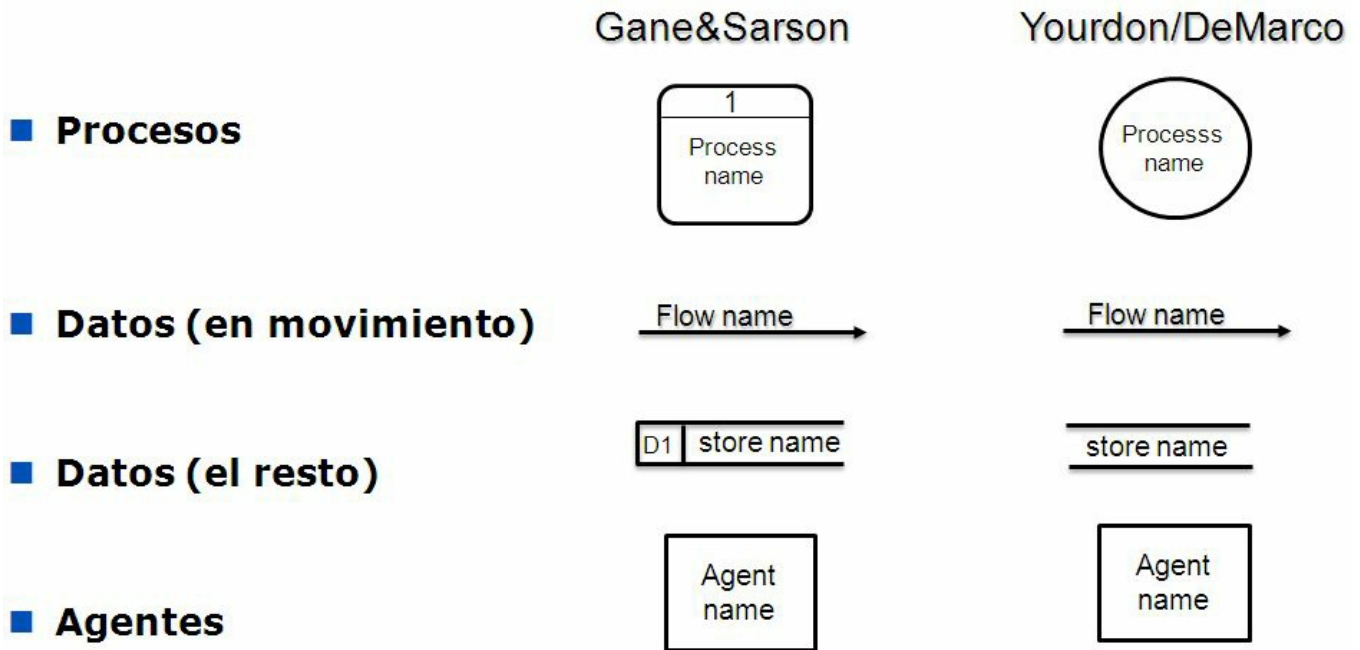 Gane&Sarson
Yourdon/DeMarco
Procesos
1
Process
name
Processs
name
Datos (en movimiento)
Flow name
Flow name
Datos (el resto)
D1
store name
store name
Agentes
Agent
name
Agent
name